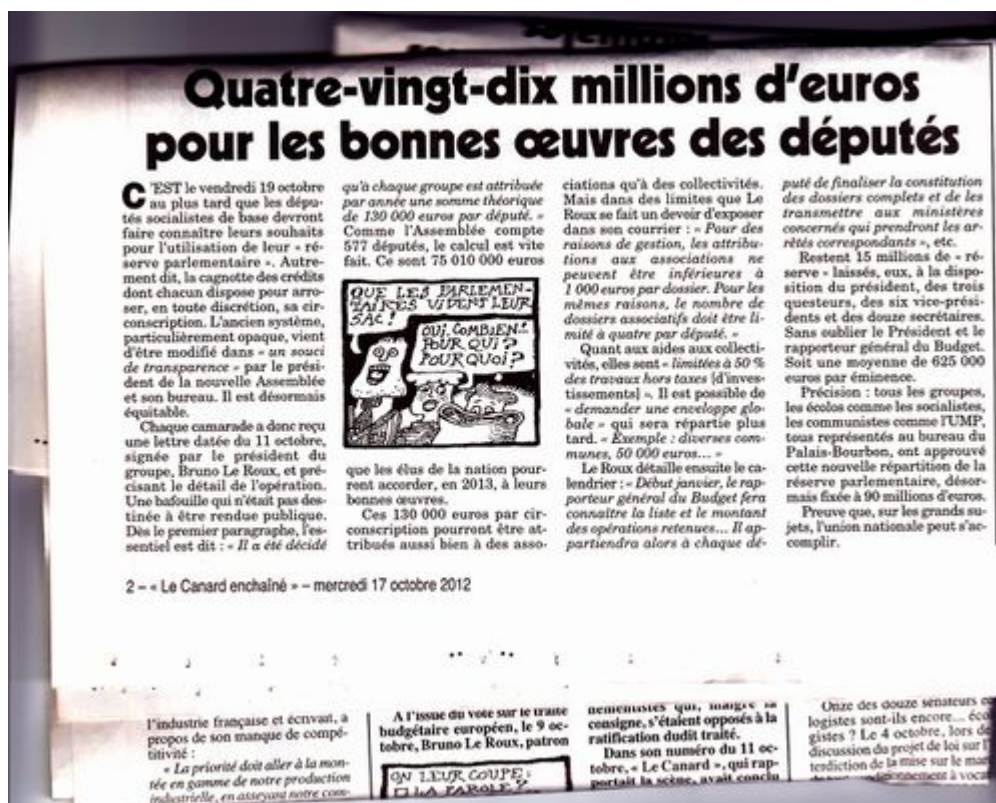 Quatre-vingt-dix millions d'euros
pour les bonnes œuvres des députés
C'EST le vendredi 19 octobre
au plus tard que les dépu-
tés socialistes de base devront
faire connaître leurs souhaits
pour l'utilisation de leur « ré-
serve parlementaire ». Autre-
ment dit, la cagnotte des crédits
dont chacun dispose pour arro-
ser, en toute discrétion, sa cir-
conscription. L'ancien système,
particulièrement opaque, vient
d'être modifié dans « un souci
de transparence » par le prési-
dent de la nouvelle Assemblée
et son bureau. Il est désormais
équitable.
Chaque camarade a donc reçu
une lettre datée du 11 octobre,
signée par le président du
groupe, Bruno Le Roux, et pré-
cisant le détail de l'opération.
Une bafouille qui n'était pas des-
tinée à être rendue publique.
Dès le premier paragraphe, l'es-
sentiel est dit : « Il a été décidé
qu'à chaque groupe est attribuée
par année une somme théorique
de 130 000 euros par député. »
Comme l'Assemblée compte
577 députés, le calcul est vite
fait. Ce sont 75 010 000 euros
QUE LES PARLEMEN-
TAIRES VIDENT LEUR
SAC !
OUI, COMBIEN ?
POUR QUI ?
POUR QUOI ?
que les élus de la nation pour-
ront accorder, en 2013, à leurs
bonnes œuvres.
Ces 130 000 euros par cir-
conscription pourront être at-
tribués aussi bien à des asso-
ciations qu'à des collectivités.
Mais dans des limites que Le
Roux se fait un devoir d'exposer
dans son courrier : « Pour des
raisons de gestion, les attribu-
tions aux associations ne
peuvent être inférieures à
1 000 euros par dossier. Pour les
mêmes raisons, le nombre de
dossiers associatifs doit être li-
mité à quatre par député. »
Quant aux aides aux collecti-
vités, elles sont « limitées à 50 %
des travaux hors taxes [d'inves-
tissements] ». Il est possible de
« demander une enveloppe glo-
bale » qui sera répartie plus
tard. « Exemple : diverses com-
munes, 50 000 euros... »
Le Roux détaille ensuite le ca-
lendrier : « Début janvier, le rap-
porteur général du Budget fera
connaître la liste et le montant
des opérations retenues... Il ap-
partiendra alors à chaque dé-
puté de finaliser la constitution
des dossiers complets et de les
transmettre aux ministères
concernés qui prendront les ar-
rêtés correspondants », etc.
Restent 15 millions de « ré-
serve » laissés, eux, à la dispo-
sition du président, des trois
questeurs, des six vice-prési-
dents et des douze secrétaires.
Sans oublier le Président et le
rapporteur général du Budget.
Soit une moyenne de 625 000
euros par éminence.
Précision : tous les groupes,
les écolos comme les socialistes,
les communistes comme l'UMP,
tous représentés au bureau du
Palais-Bourbon, ont approuvé
cette nouvelle répartition de la
réserve parlementaire, désor-
mais fixée à 90 millions d'euros.
Preuve que, sur les grands su-
jets, l'union nationale peut s'ac-
complir.
2 – « Le Canard enchaîné » – mercredi 17 octobre 2012
l'industrie française et écrivait, à
propos de son manque de compé-
titivité :
« La priorité doit aller à la mon-
tée en gamme de notre production
industrielle, en asseyant notre com-
A l'issue du vote sur le traité
budgétaire européen, le 9 oc-
tobre, Bruno Le Roux, patron
ON LEUR COUPE
LA PAROLE ?
nementistes qui, malgré la
consigne, s'étaient opposés à la
ratification dudit traité.
Dans son numéro du 11 oc-
tobre, « Le Canard », qui rap-
portait la scène, avait conclu
Onze des douze sénateurs
logistes sont-ils encore... éco
gistes ? Le 4 octobre, lors de
discussion du projet de loi sur l'
terdiction de la mise sur le mar